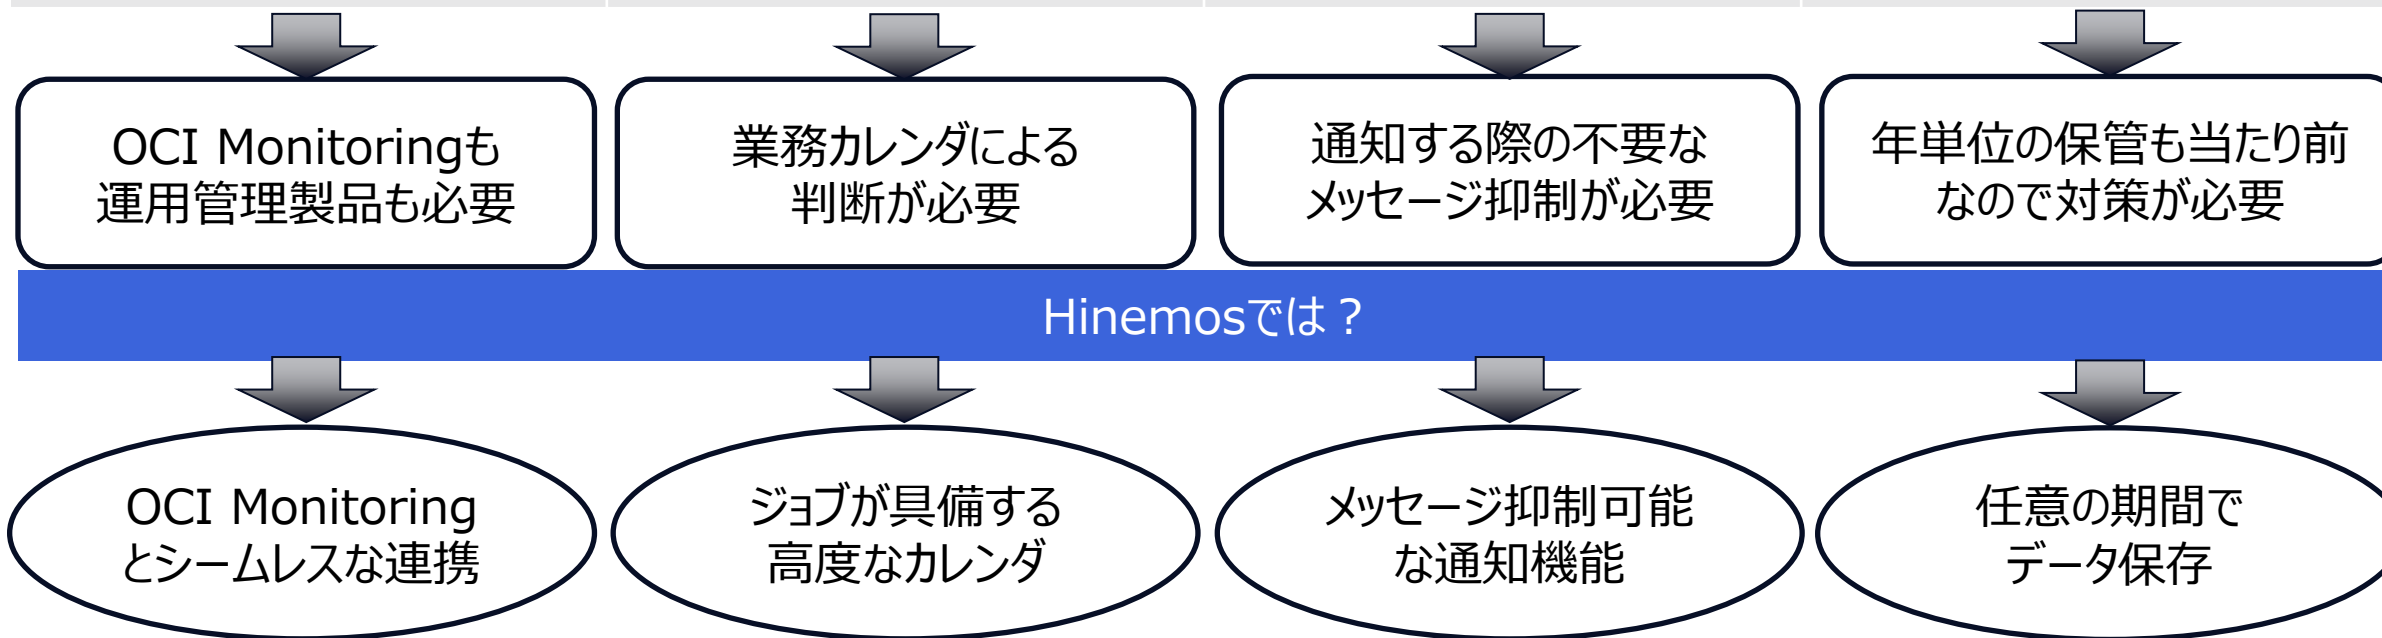 OCI Monitoringも
運用管理製品も必要
業務カレンダによる
判断が必要
通知する際の不要な
メッセージ抑制が必要
年単位の保管も当たり前
なので対策が必要
Hinemosでは？
OCI Monitoring
とシームレスな連携
ジョブが具備する
高度なカレンダ
メッセージ抑制可能
な通知機能
任意の期間で
データ保存